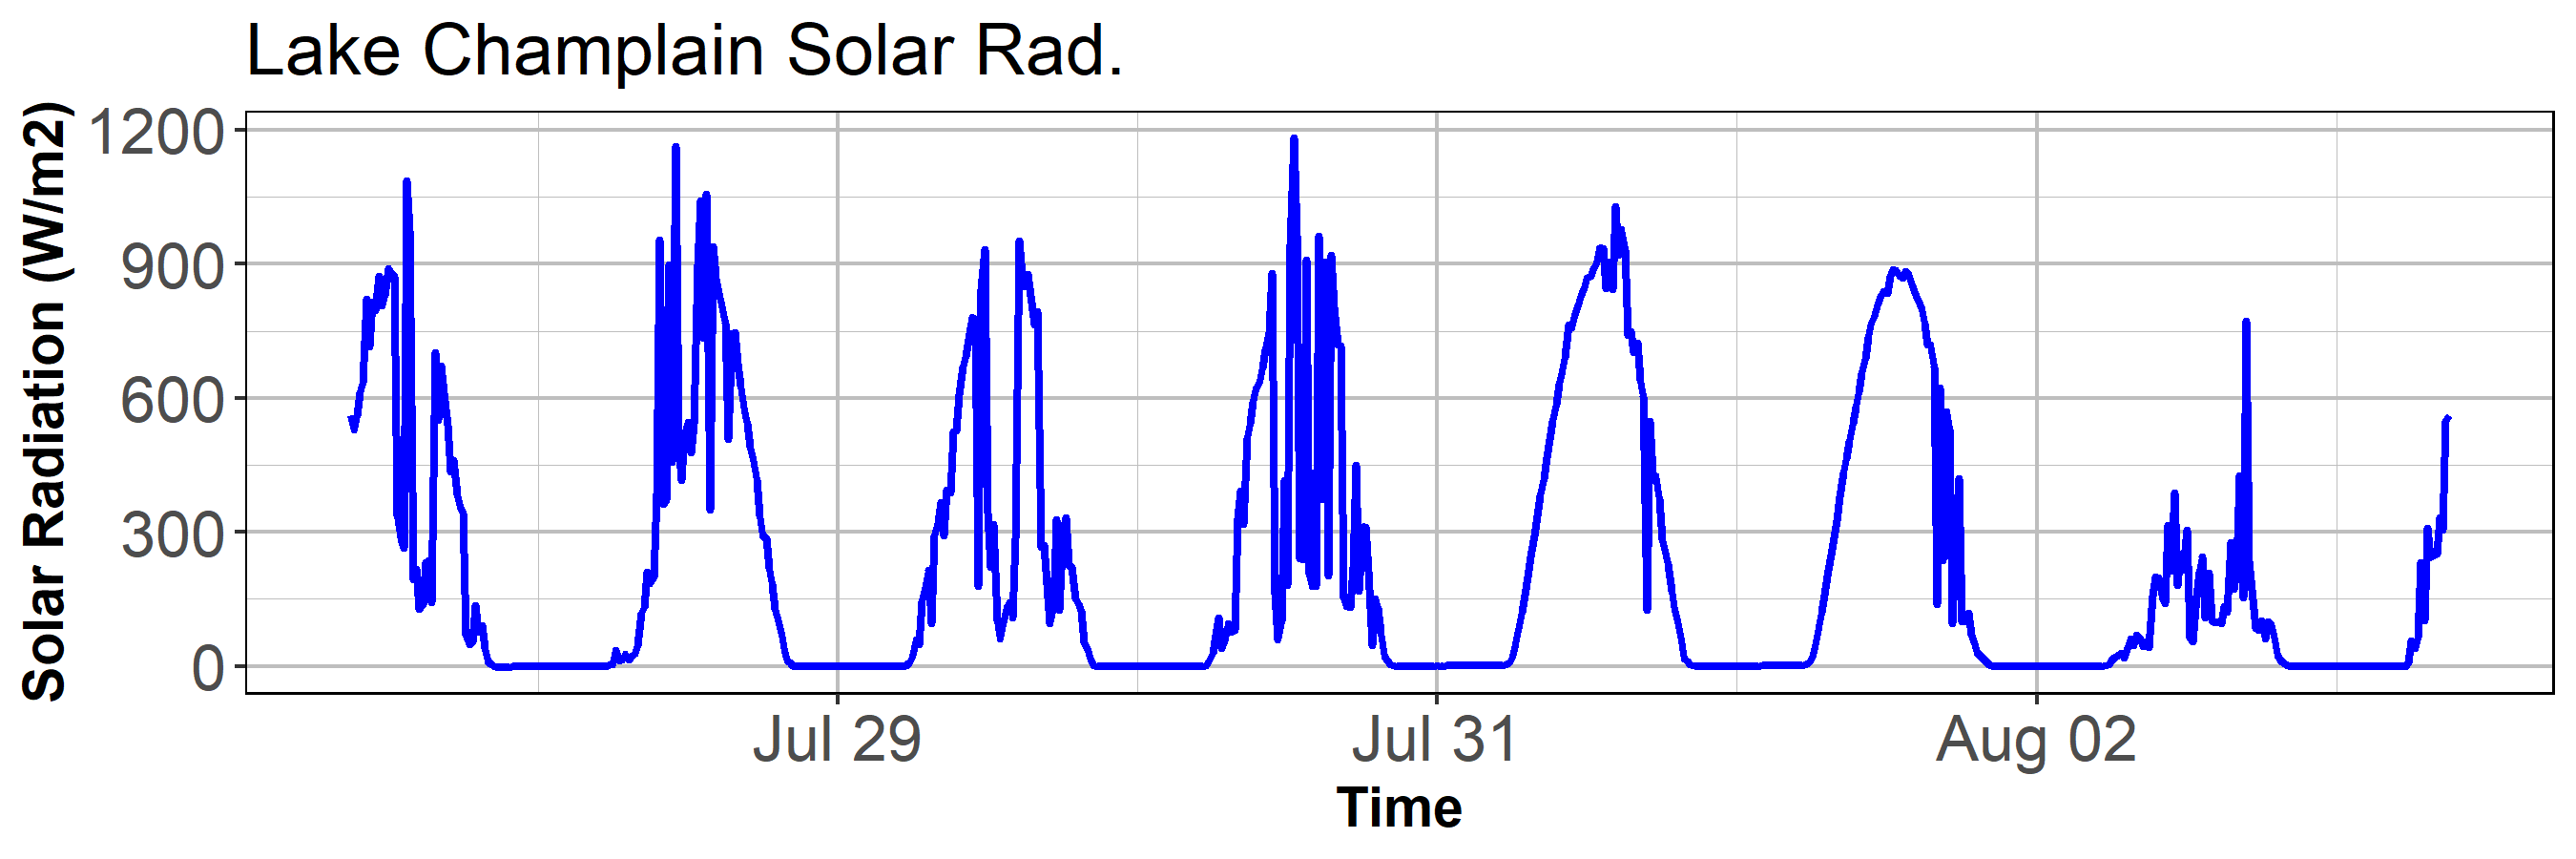 Lake Champlain Solar Rad.
Solar Radiation (W/m2)
1200
900
600
300
0
Jul 29
Jul 31
Aug 02
Time